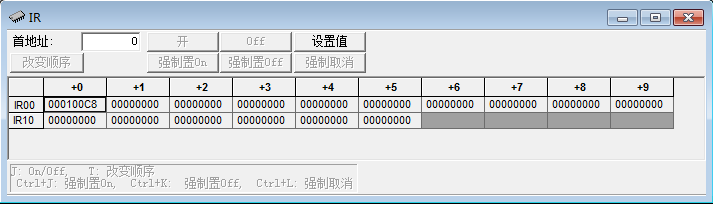 IR
首地址: 0 开 Off 设置值
改变顺序 强制置On 强制置Off 强制取消
+0 +1 +2 +3 +4 +5 +6 +7 +8 +9
IR00 000100C8 00000000 00000000 00000000 00000000 00000000 00000000 00000000 00000000 00000000
IR10 00000000 00000000 00000000 00000000 00000000 00000000
J: On/Off, T: 改变顺序
Ctrl+J: 强制置On, Ctrl+K: 强制置Off, Ctrl+L: 强制取消